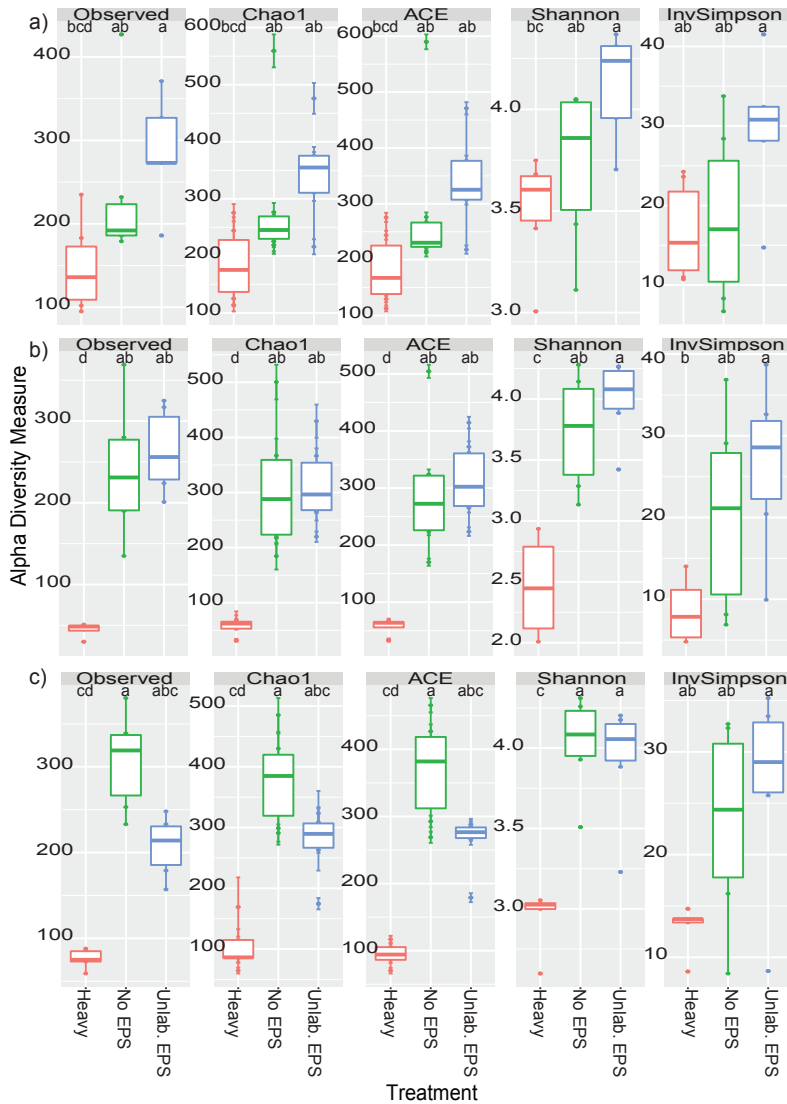 a) Observed Chao1 ACE Shannon InvSimpson
bcd ab a bcd ab ab bcd ab ab bc ab a ab ab a
400 300 200 100
600 500 400 300 200 100
600 500 400 300 200 100
4.0 3.5 3.0
40 30 20 10
b) Observed Chao1 ACE Shannon InvSimpson
d ab ab d ab ab d ab ab c ab a b ab a
300 200 100
500 400 300 200 100
500 400 300 200 100
4.0 3.5 3.0 2.5 2.0
40 30 20 10
c) Observed Chao1 ACE Shannon InvSimpson
cd a abc cd a abc cd a abc c a a ab ab a
300 200 100
500 400 300 200 100
400 300 200 100
4.0 3.5 3.0
30 20 10
Alpha Diversity Measure
Heavy No EPS Unlab. EPS Heavy No EPS Unlab. EPS Heavy No EPS Unlab. EPS Heavy No EPS Unlab. EPS Heavy No EPS Unlab. EPS
Treatment